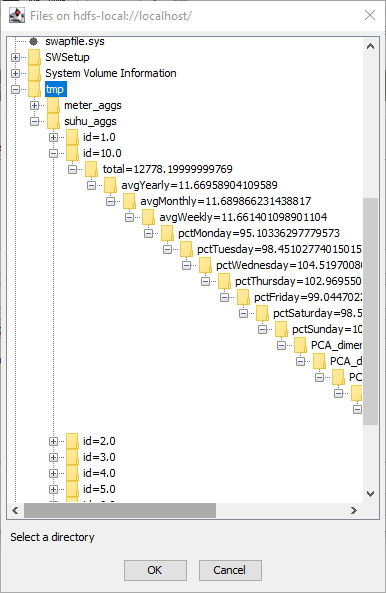 Files on hdfs-local://localhost/
swapfile.sys
SWSetup
System Volume Information
tmp
meter_aggs
suhu_aggs
id=1.0
id=10.0
total=12778.19999999769
avgYearly=11.66958904109589
avgMonthly=11.689866231438817
avgWeekly=11.661401098901104
pctMonday=95.10336297779573
pctTuesday=98.45102774015015
pctWednesday=104.5197008
pctThursday=102.969550
pctFriday=99.0447022
pctSaturday=98.5
pctSunday=10
PCA_dimer
PCA_d
PC
id=2.0
id=3.0
id=4.0
id=5.0
Select a directory
OK
Cancel